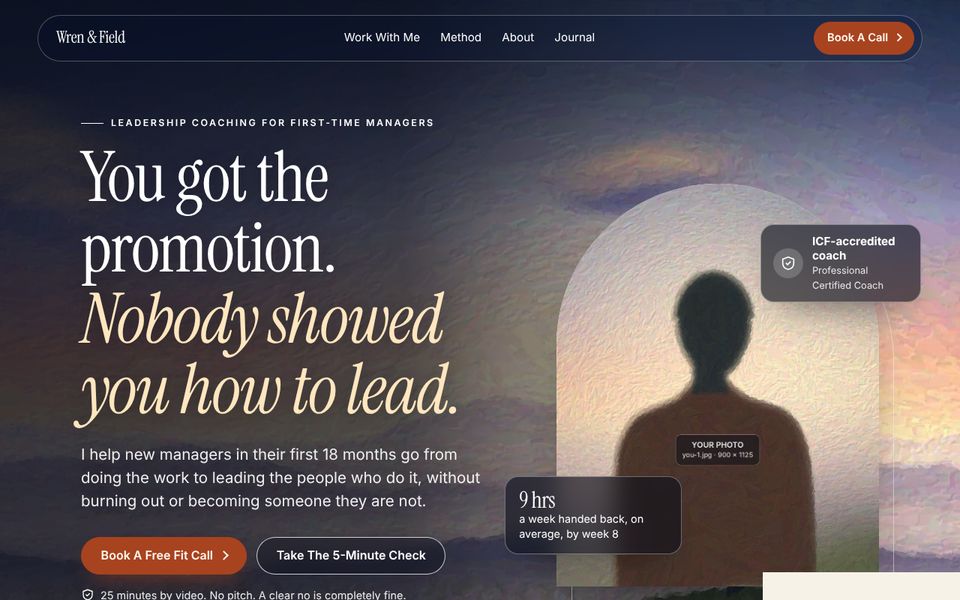 Wren & Field
Work With Me
Method
About
Journal
Book A Call
LEADERSHIP COACHING FOR FIRST-TIME MANAGERS
You got the
promotion.
Nobody showed
you how to lead.
I help new managers in their first 18 months go from
doing the work to leading the people who do it, without
burning out or becoming someone they are not.
Book A Free Fit Call
Take The 5-Minute Check
25 minutes by video. No pitch. A clear no is completely fine.
ICF-accredited
coach
Professional
Certified Coach
YOUR PHOTO
you-1.jpg · 900 × 1125
9 hrs
a week handed back, on
average, by week 8